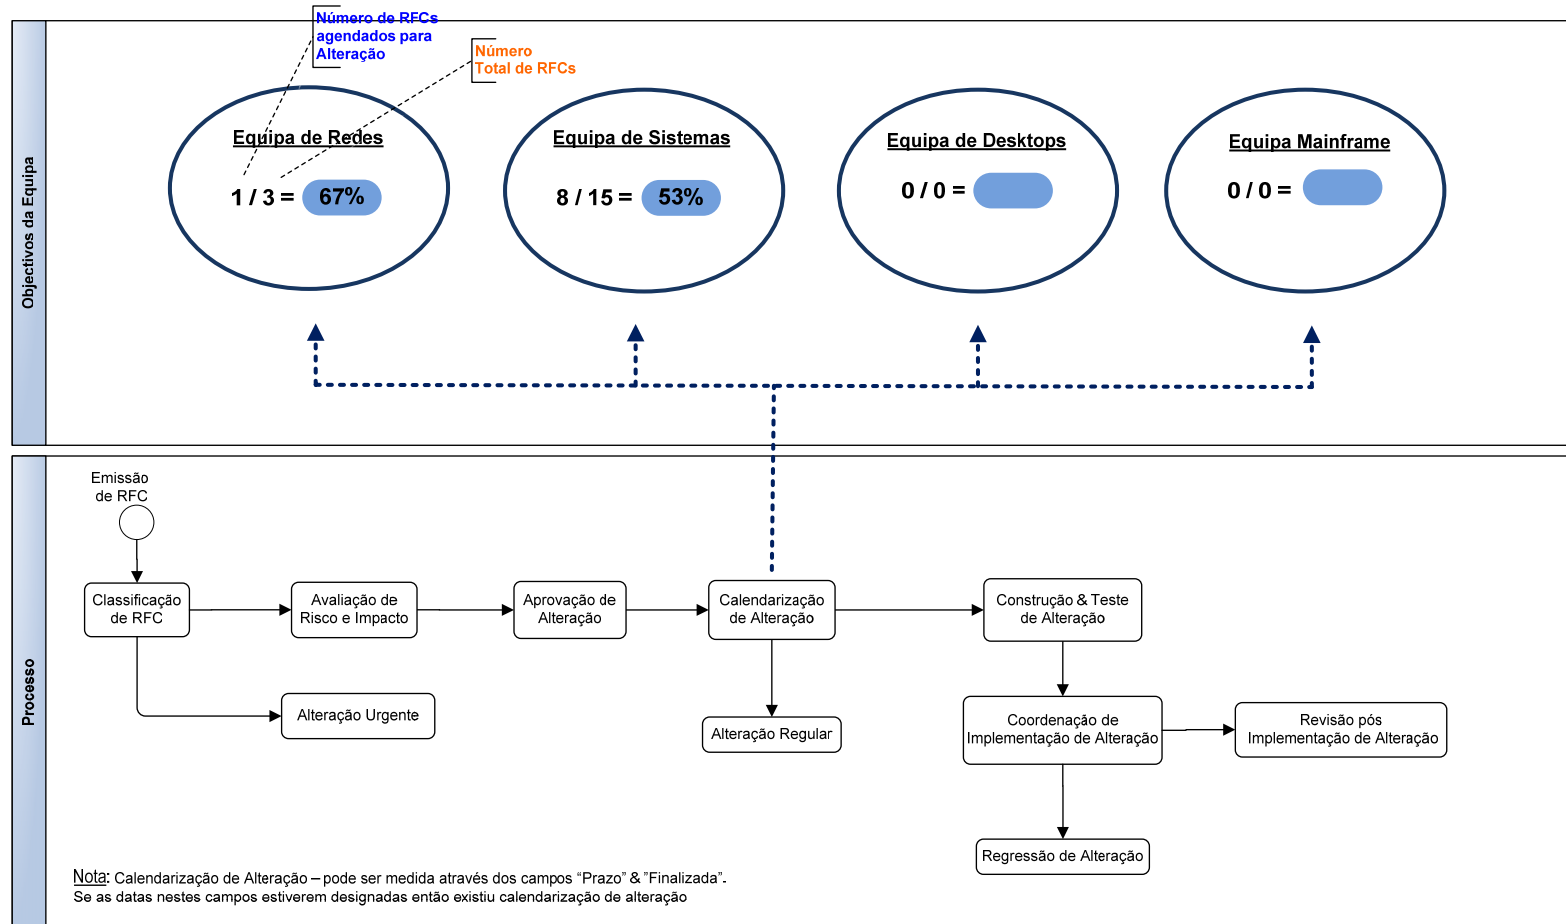 Número de RFCs
agendados para
Alteração
Número
Total de RFCs
Objectivos da Equipa
Equipa de Redes
1 / 3 = 67%
Equipa de Sistemas
8 / 15 = 53%
Equipa de Desktops
0 / 0 =
Equipa Mainframe
0 / 0 =
Processo
Emissão
de RFC
Classificação
de RFC
Avaliação de
Risco e Impacto
Aprovação de
Alteração
Calendarização
de Alteração
Construção & Teste
de Alteração
Alteração Urgente
Alteração Regular
Coordenação de
Implementação de Alteração
Revisão pós
Implementação de Alteração
Regressão de Alteração
Nota: Calendarização de Alteração – pode ser medida através dos campos “Prazo” & ”Finalizada”.
Se as datas nestes campos estiverem designadas então existiu calendarização de alteração